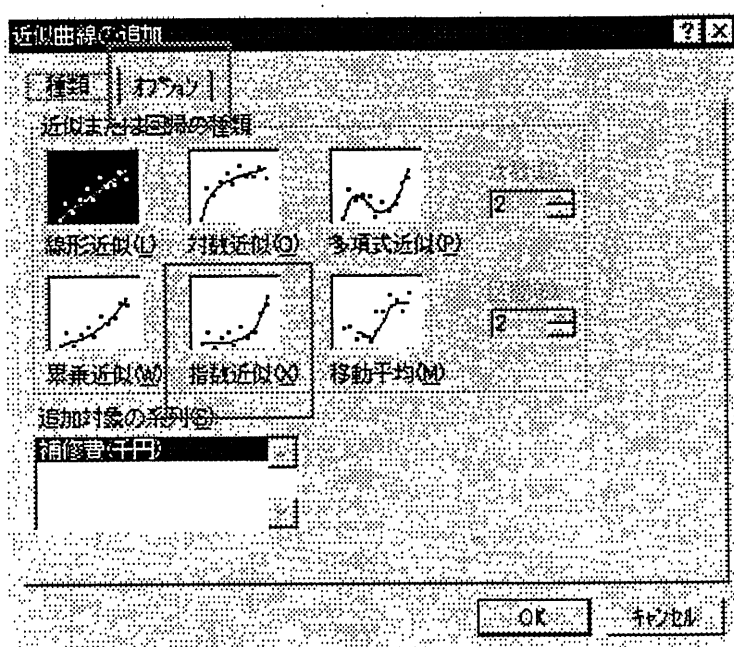 近似曲線の追加 ? ×
種類 オプション
近似または回帰の種類
2
線形近似(L) 対数近似(O) 多項式近似(P)
2
累乗近似(W) 指数近似(X) 移動平均(M)
追加対象の系列(S)
補修費(千円)
OK キャンセル